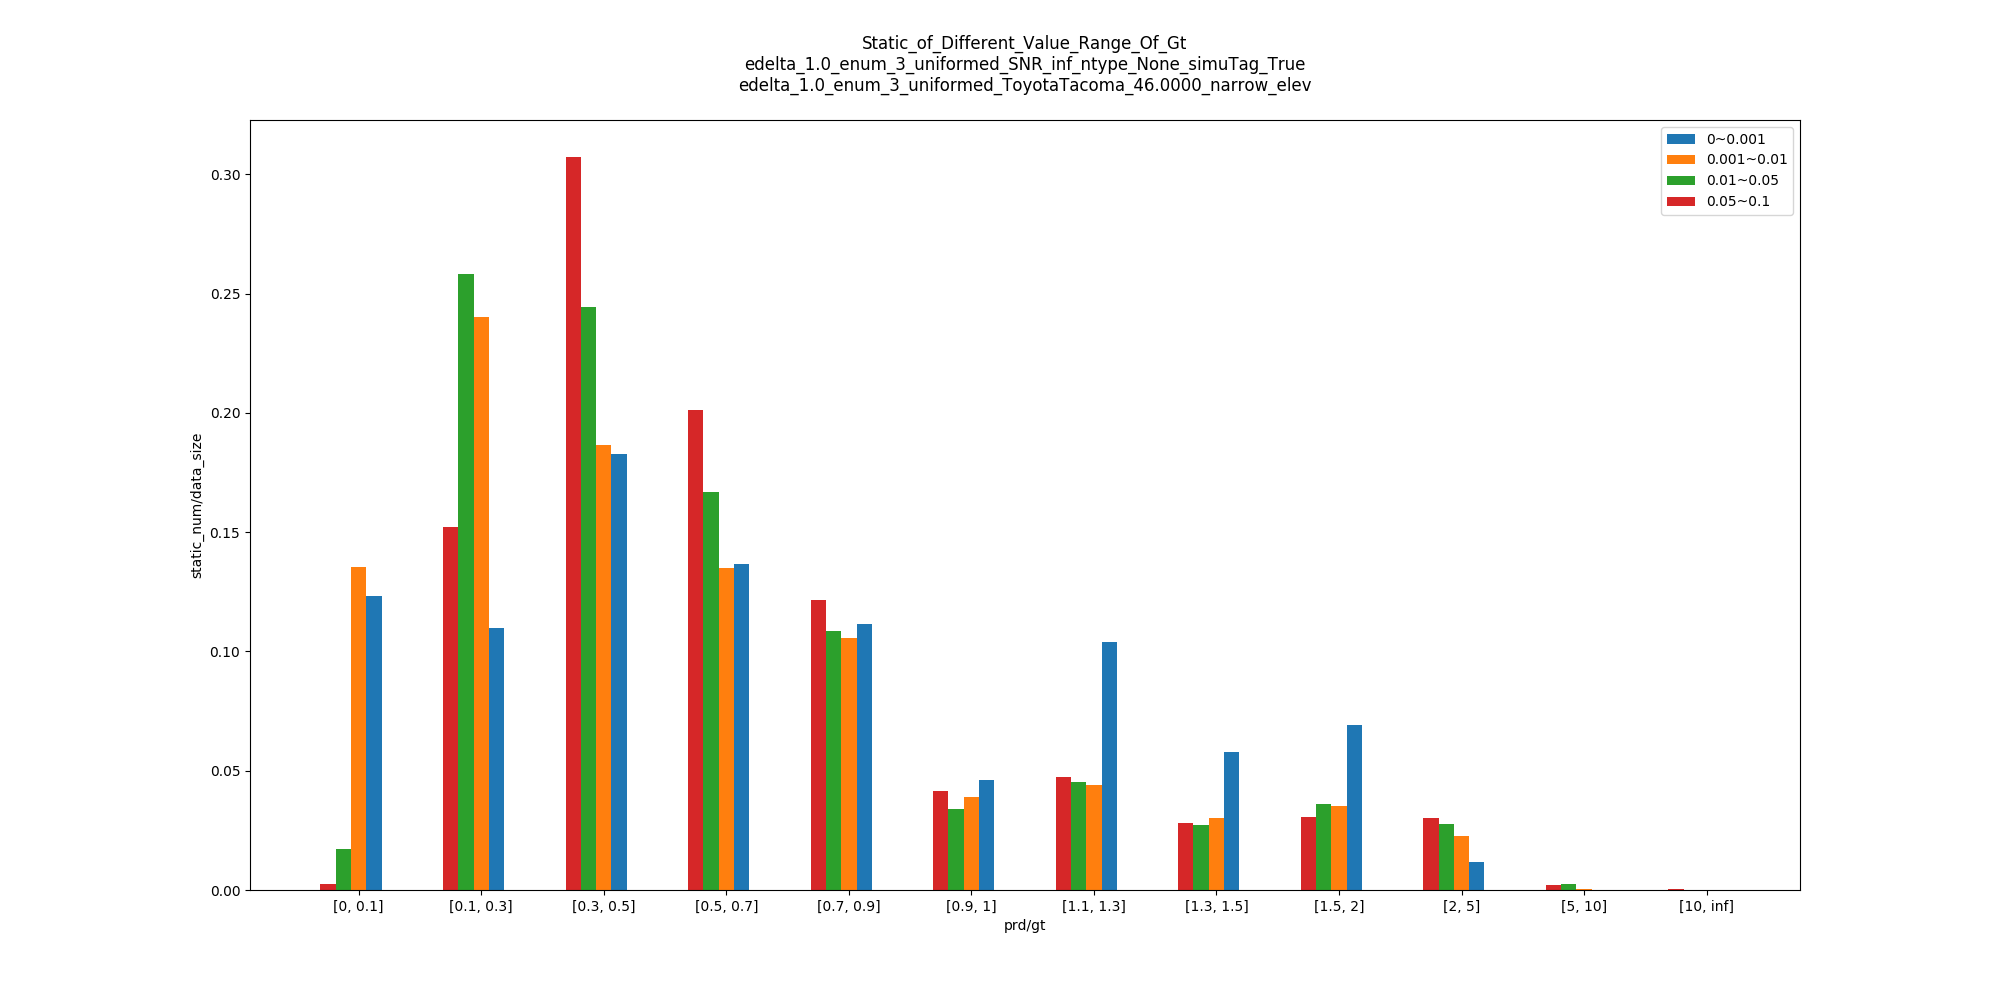 Static_of_Different_Value_Range_Of_Gt
edelta_1.0_enum_3_uniformed_SNR_inf_ntype_None_simuTag_True
edelta_1.0_enum_3_uniformed_ToyotaTacoma_46.0000_narrow_elev
0~0.001
0.001~0.01
0.01~0.05
0.05~0.1
0.30
0.25
0.20
0.15
0.10
0.05
0.00
static_num/data_size
[0, 0.1] [0.1, 0.3] [0.3, 0.5] [0.5, 0.7] [0.7, 0.9] [0.9, 1] [1.1, 1.3] [1.3, 1.5] [1.5, 2] [2, 5] [5, 10] [10, inf]
prd/gt